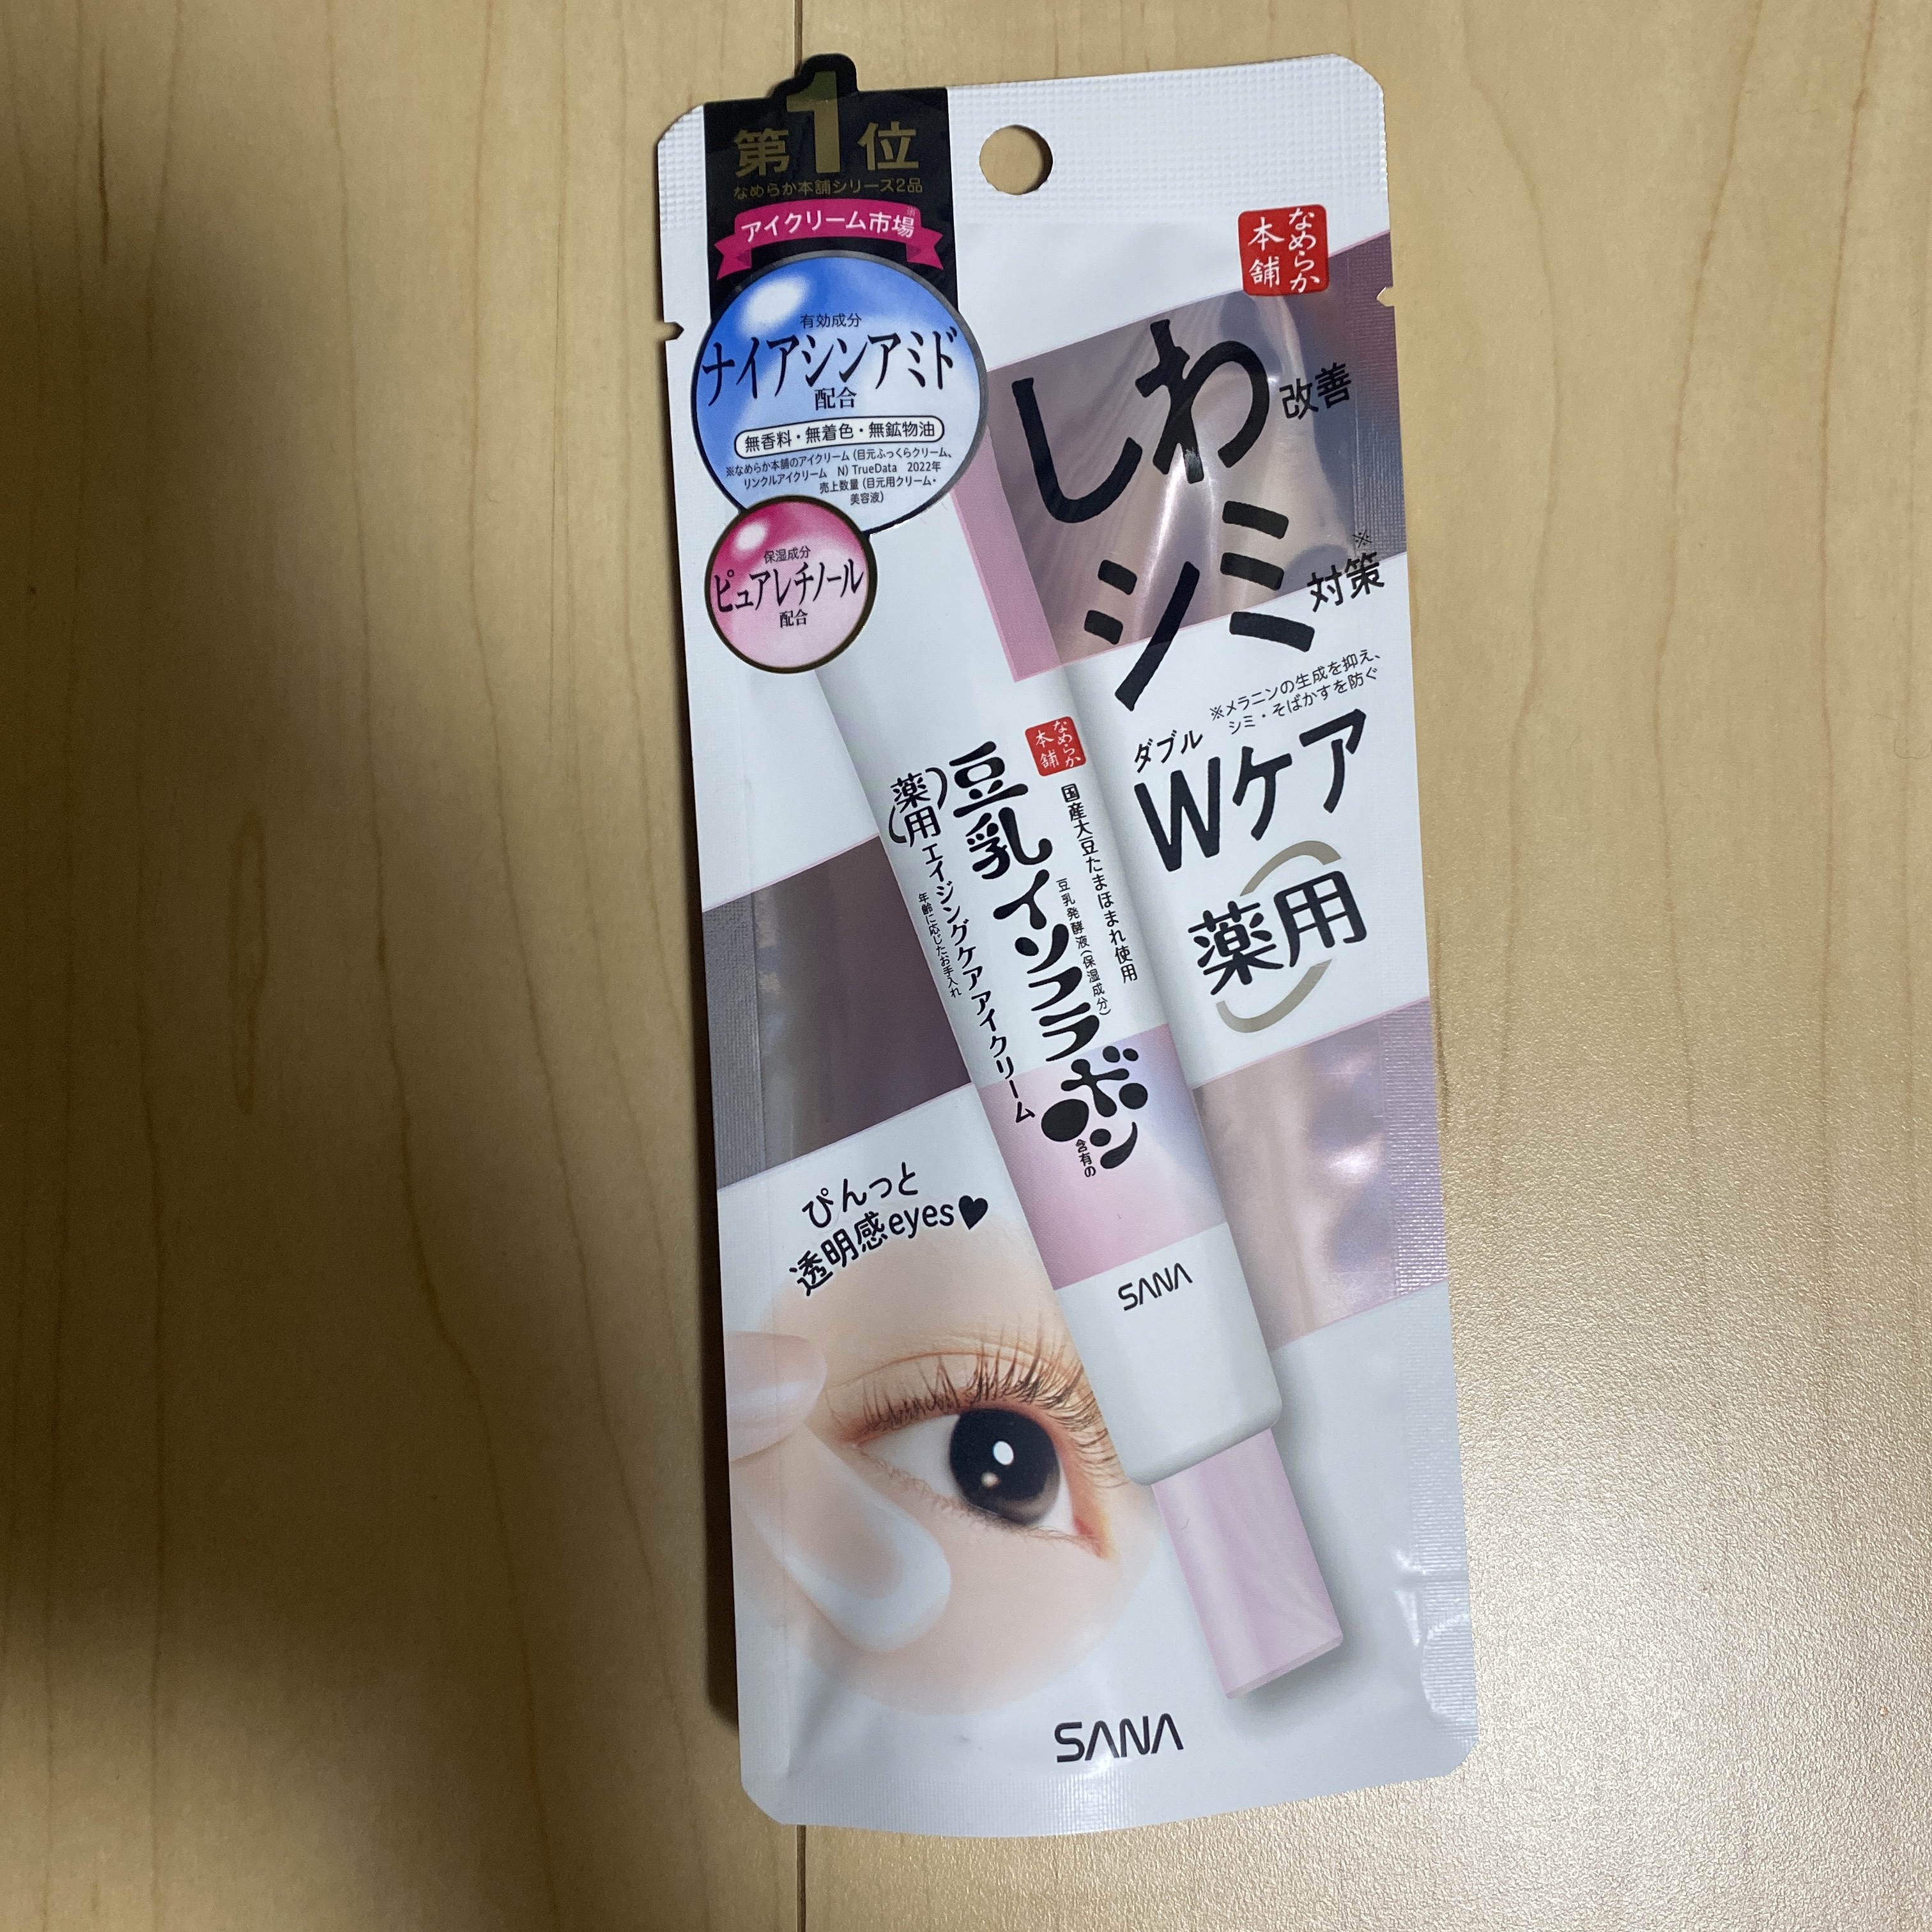 第1位
なめらか本舗シリーズ2品
アイクリーム市場※
有効成分
ナイアシンアミド
配合
無香料・無着色・無鉱物油
※なめらか本舗のアイクリーム(目元ふっくらクリーム、
リンクルアイクリーム N) TrueData 2022年
売上数量(目元用クリーム・
美容液)
保湿成分
ピュアレチノール
配合
なめらか
本舗
しわ改善
シミ対策※
※メラニンの生成を抑え、
シミ・そばかすを防ぐ
ダブル
Wケア
薬用
なめらか
本舗
国産大豆たまほまれ使用
豆乳発酵液(保湿成分)
豆乳イソフラボン
含有の
(薬用)
エイジングケアアイクリーム
年齢に応じたお手入れ
SANA
ぴんっと
透明感eyes♥
SANA